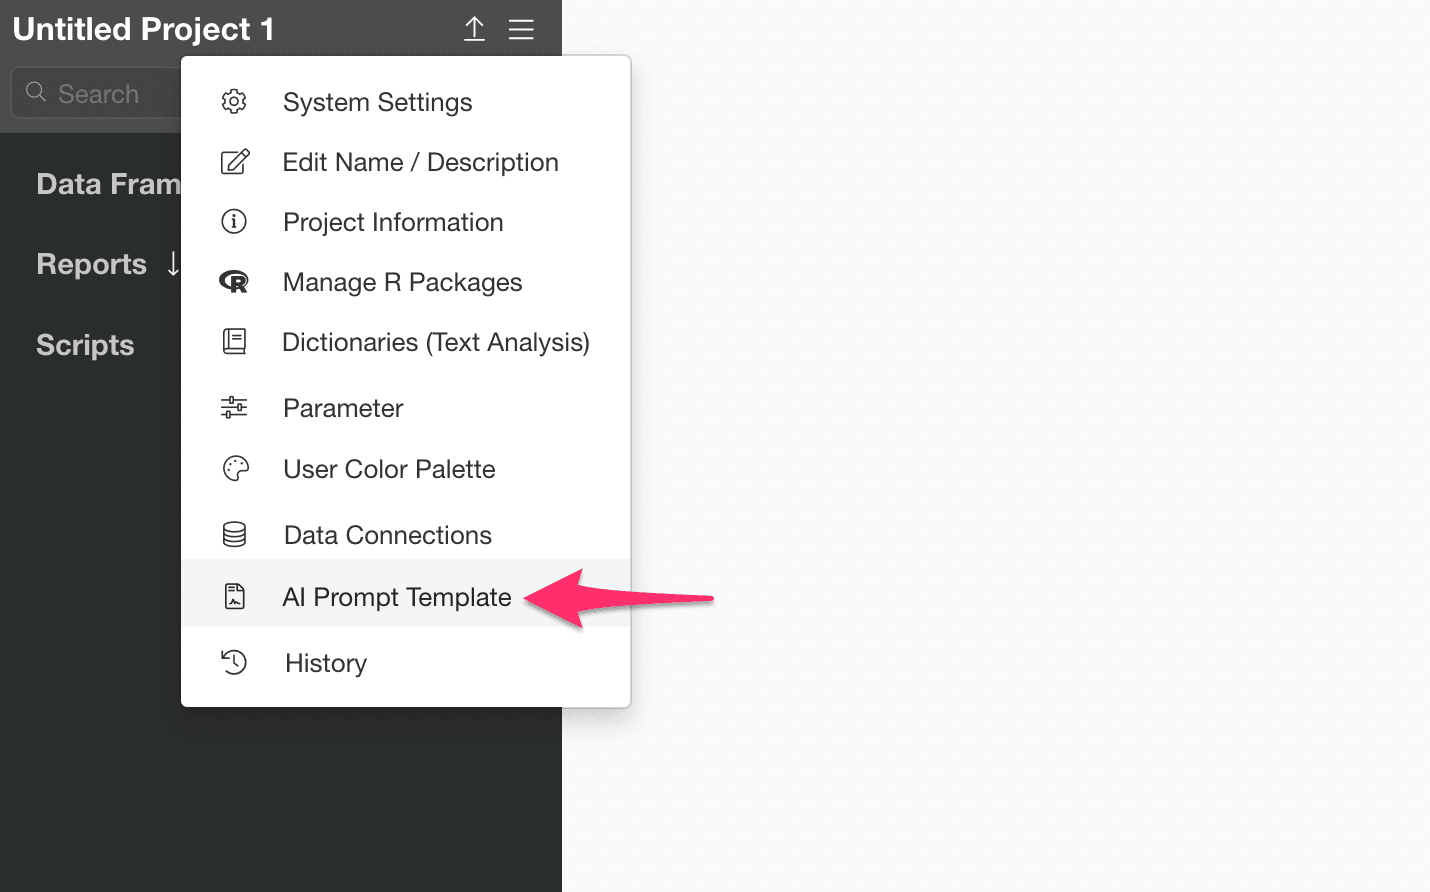 Untitled Project 1
Search
Data Fram
Reports
Scripts
System Settings
Edit Name / Description
Project Information
Manage R Packages
Dictionaries (Text Analysis)
Parameter
User Color Palette
Data Connections
AI Prompt Template
History